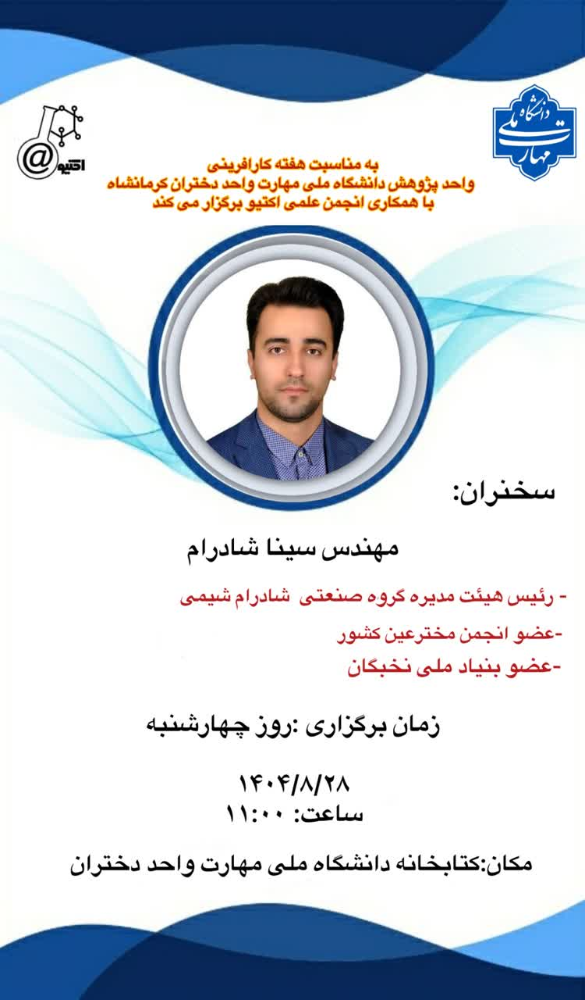 دانشگاه ملی مهارت
@ اکتیو
به مناسبت هفته کارافرینی
واحد پژوهش دانشگاه ملی مهارت واحد دختران کرمانشاه
با همکاری انجمن علمی اکتیو برگزار می کند
سخنران:
مهندس سینا شادرام
- رئیس هیئت مدیره گروه صنعتی شادرام شیمی
-عضو انجمن مخترعین کشور
-عضو بنیاد ملی نخبگان
زمان برگزاری :روز چهارشنبه
۱۴۰۴/۸/۲۸
ساعت: ۱۱:۰۰
مکان:کتابخانه دانشگاه ملی مهارت واحد دختران